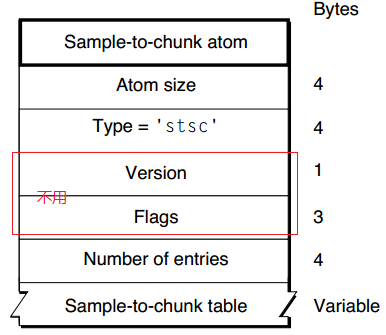 Bytes
Sample-to-chunk atom
Atom size 4
Type = 'stsc' 4
Version 1
不用
Flags 3
Number of entries 4
Sample-to-chunk table Variable